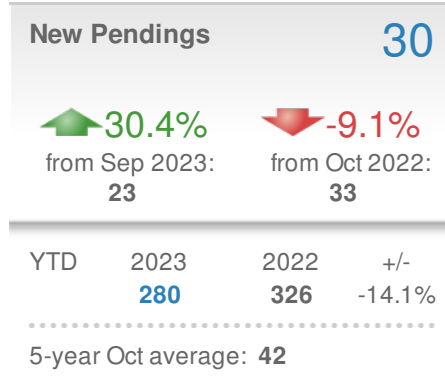 New Pendings 30
30.4% -9.1%
from Sep 2023: from Oct 2022:
23 33
YTD 2023 2022 +/-
280 326 -14.1%
5-year Oct average: 42